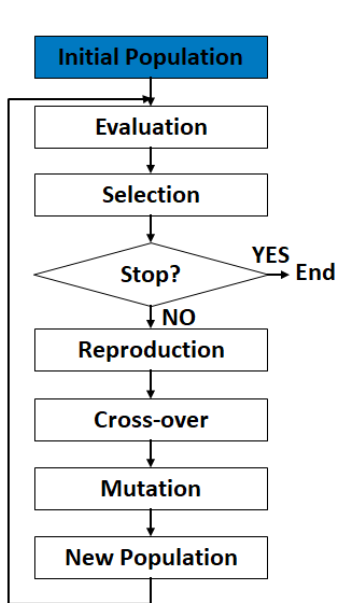 Initial Population
Evaluation
Selection
Stop?
YES
End
NO
Reproduction
Cross-over
Mutation
New Population